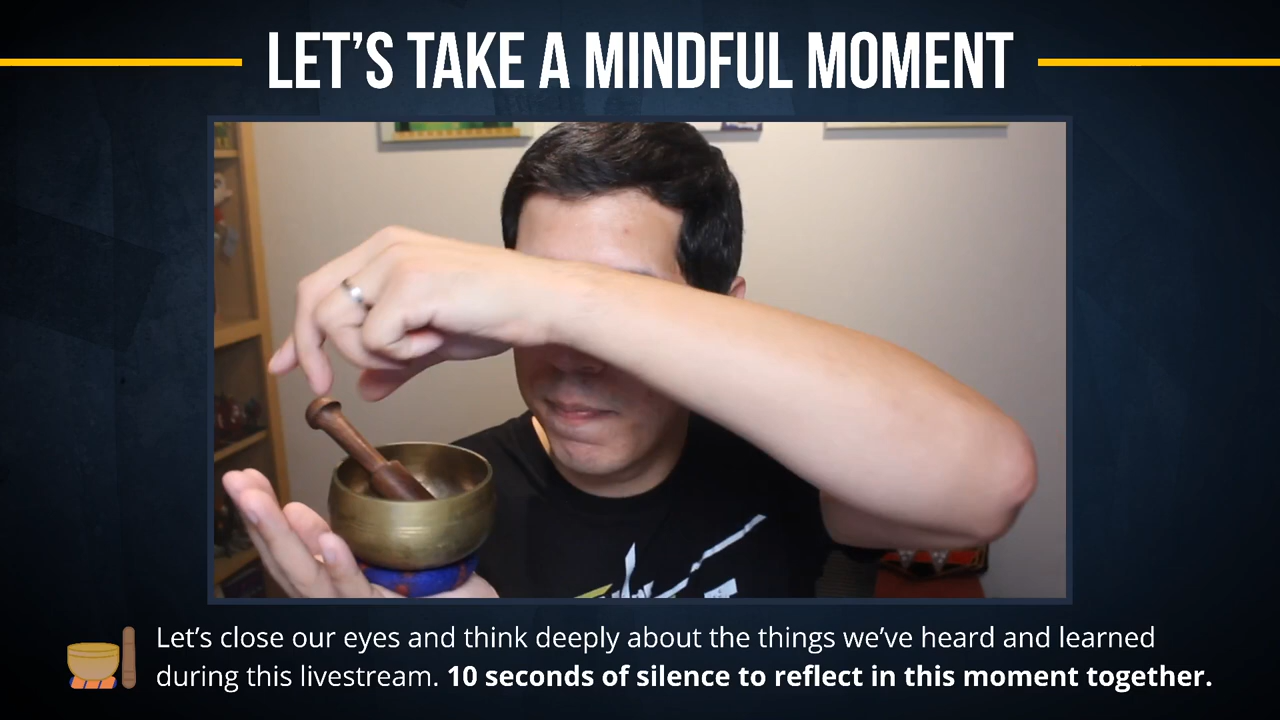 LET’S TAKE A MINDFUL MOMENT
Let’s close our eyes and think deeply about the things we’ve heard and learned
during this livestream. 10 seconds of silence to reflect in this moment together.